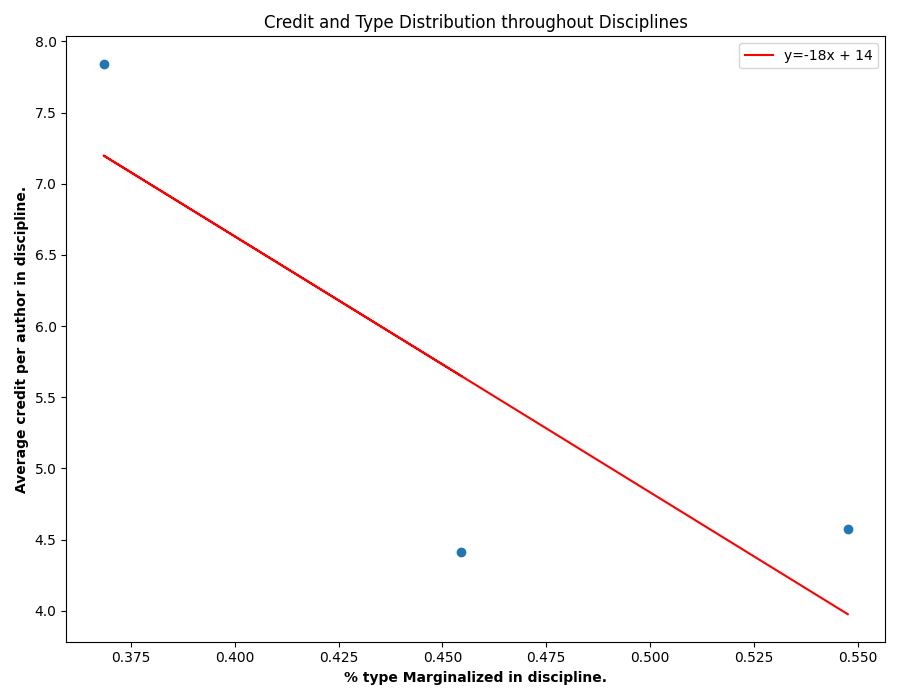 Credit and Type Distribution throughout Disciplines
y=-18x + 14
8.0
7.5
7.0
6.5
6.0
5.5
5.0
4.5
4.0
Average credit per author in discipline.
0.375 0.400 0.425 0.450 0.475 0.500 0.525 0.550
% type Marginalized in discipline.